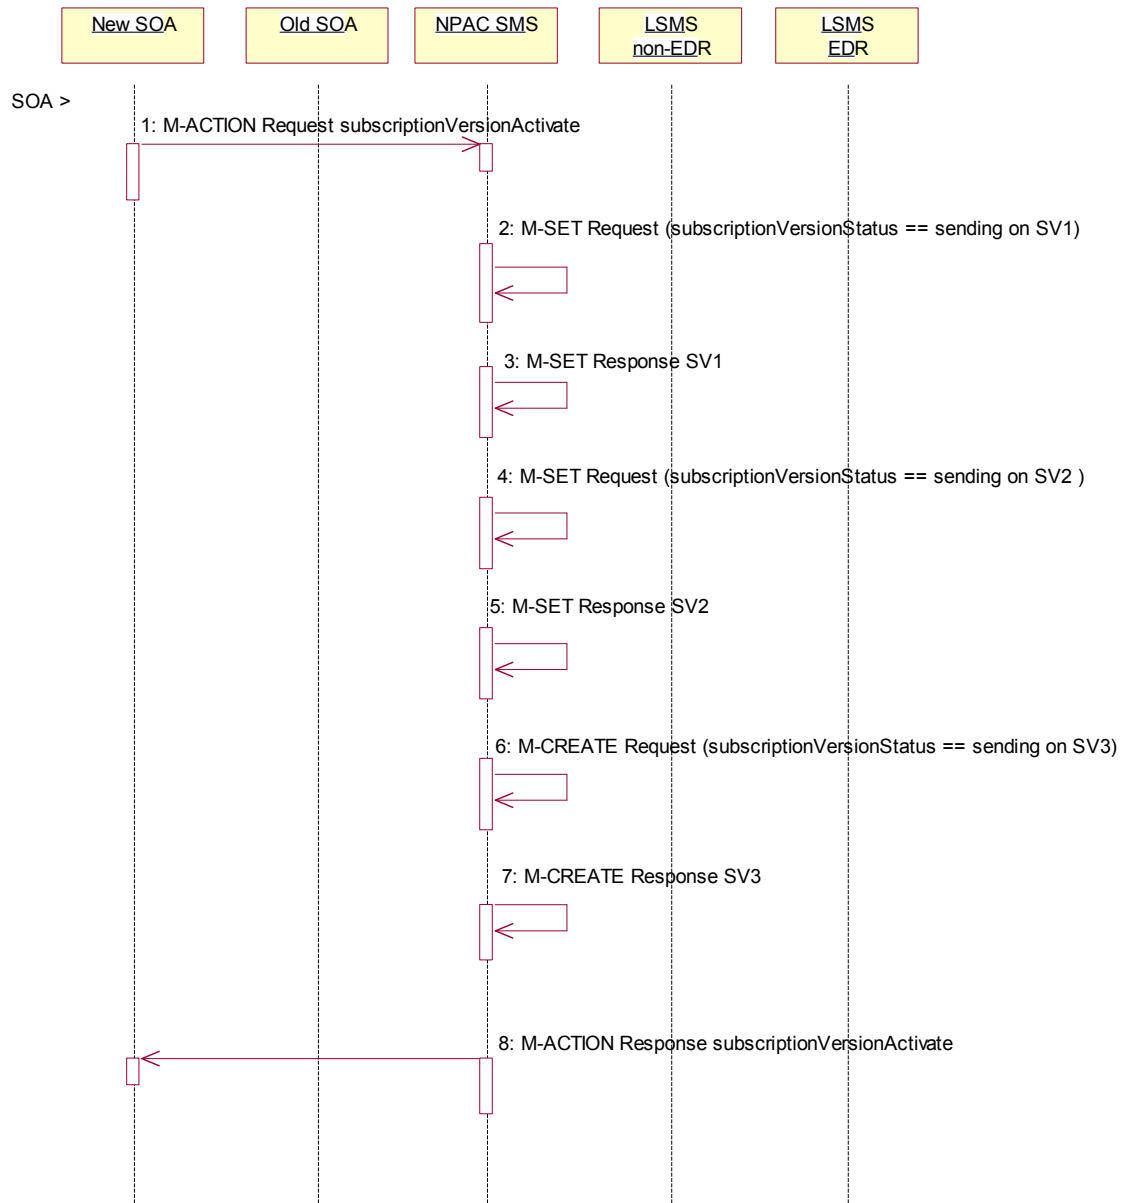 New SOA
Old SOA
NPAC SMS
LSMS
non-EDR
LSMS
EDR
SOA >
1: M-ACTION Request subscriptionVersionActivate
2: M-SET Request (subscriptionVersionStatus == sending on SV1)
3: M-SET Response SV1
4: M-SET Request (subscriptionVersionStatus == sending on SV2 )
5: M-SET Response SV2
6: M-CREATE Request (subscriptionVersionStatus == sending on SV3)
7: M-CREATE Response SV3
8: M-ACTION Response subscriptionVersionActivate